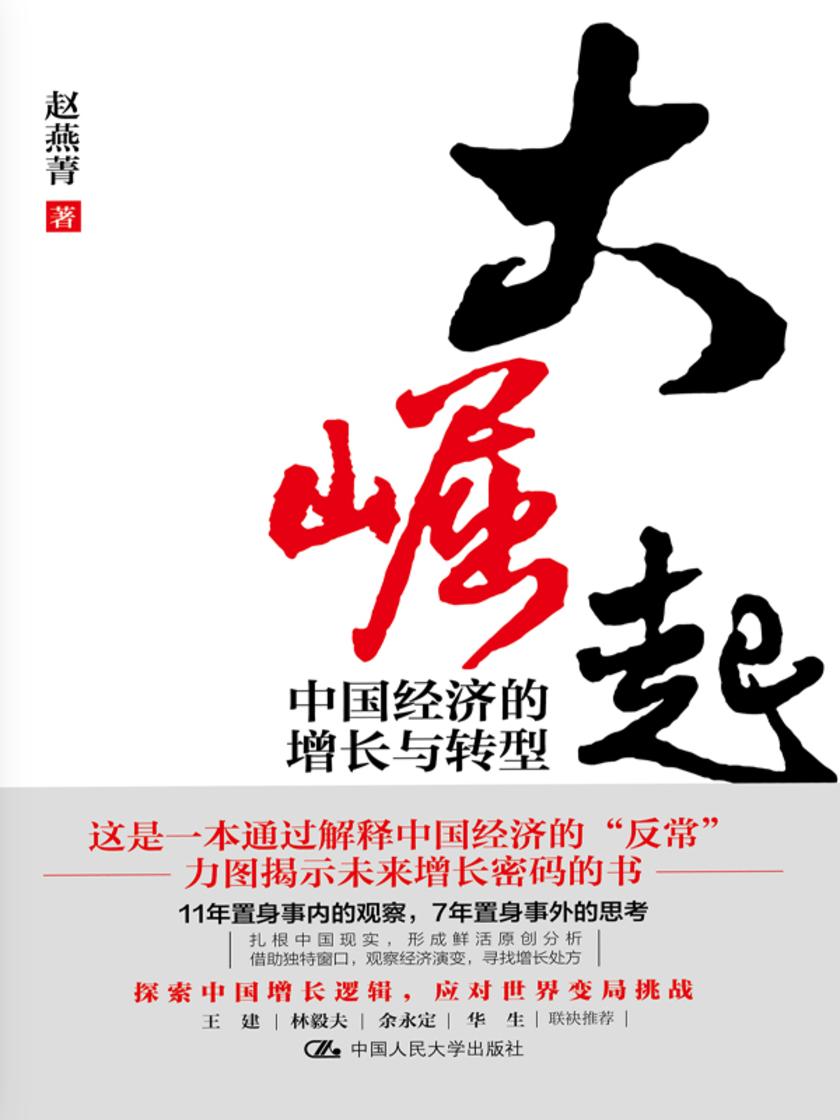 赵燕菁
著
大崛起
中国经济的
增长与转型
这是一本通过解释中国经济的“反常”
力图揭示未来增长密码的书
11年置身事内的观察，7年置身事外的思考
扎根中国现实，形成鲜活原创分析
借助独特窗口，观察经济演变，寻找增长处方
探索中国增长逻辑，应对世界变局挑战
王 建 | 林毅夫 | 余永定 | 华 生 | 联袂推荐 |
中国人民大学出版社